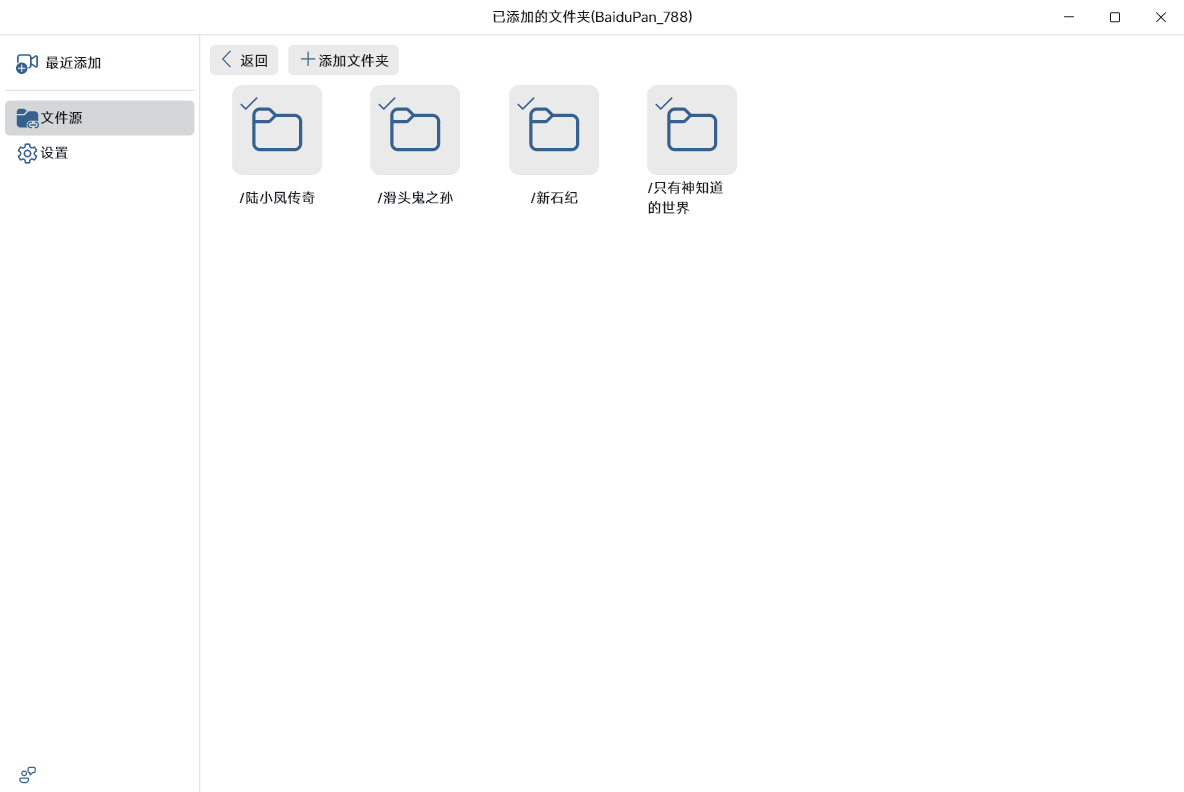 已添加的文件夹(BaiduPan_788)
最近添加
文件源
设置
返回
添加文件夹
/陆小凤传奇
/滑头鬼之孙
/新石纪
/只有神知道
的世界